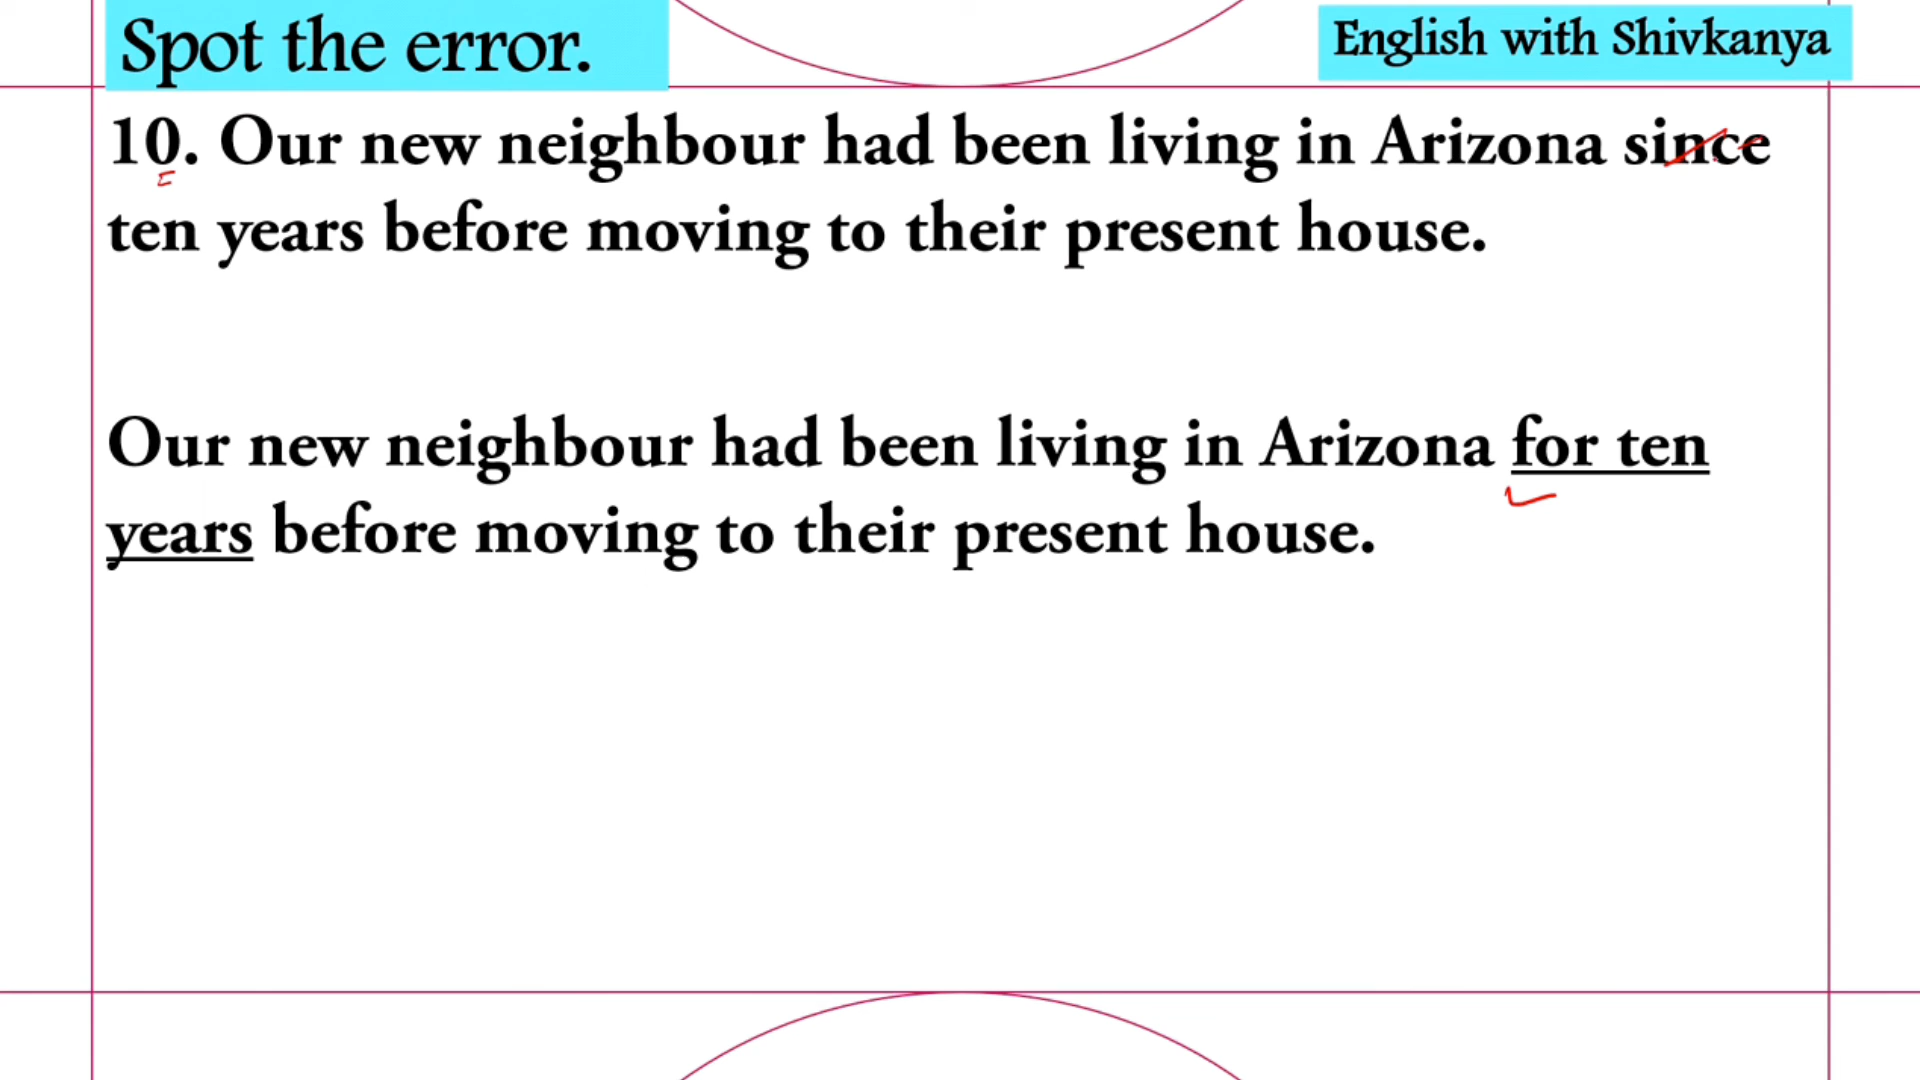 Spot the error.
English with Shivkanya
10. Our new neighbour had been living in Arizona since
ten years before moving to their present house.
Our new neighbour had been living in Arizona for ten
years before moving to their present house.